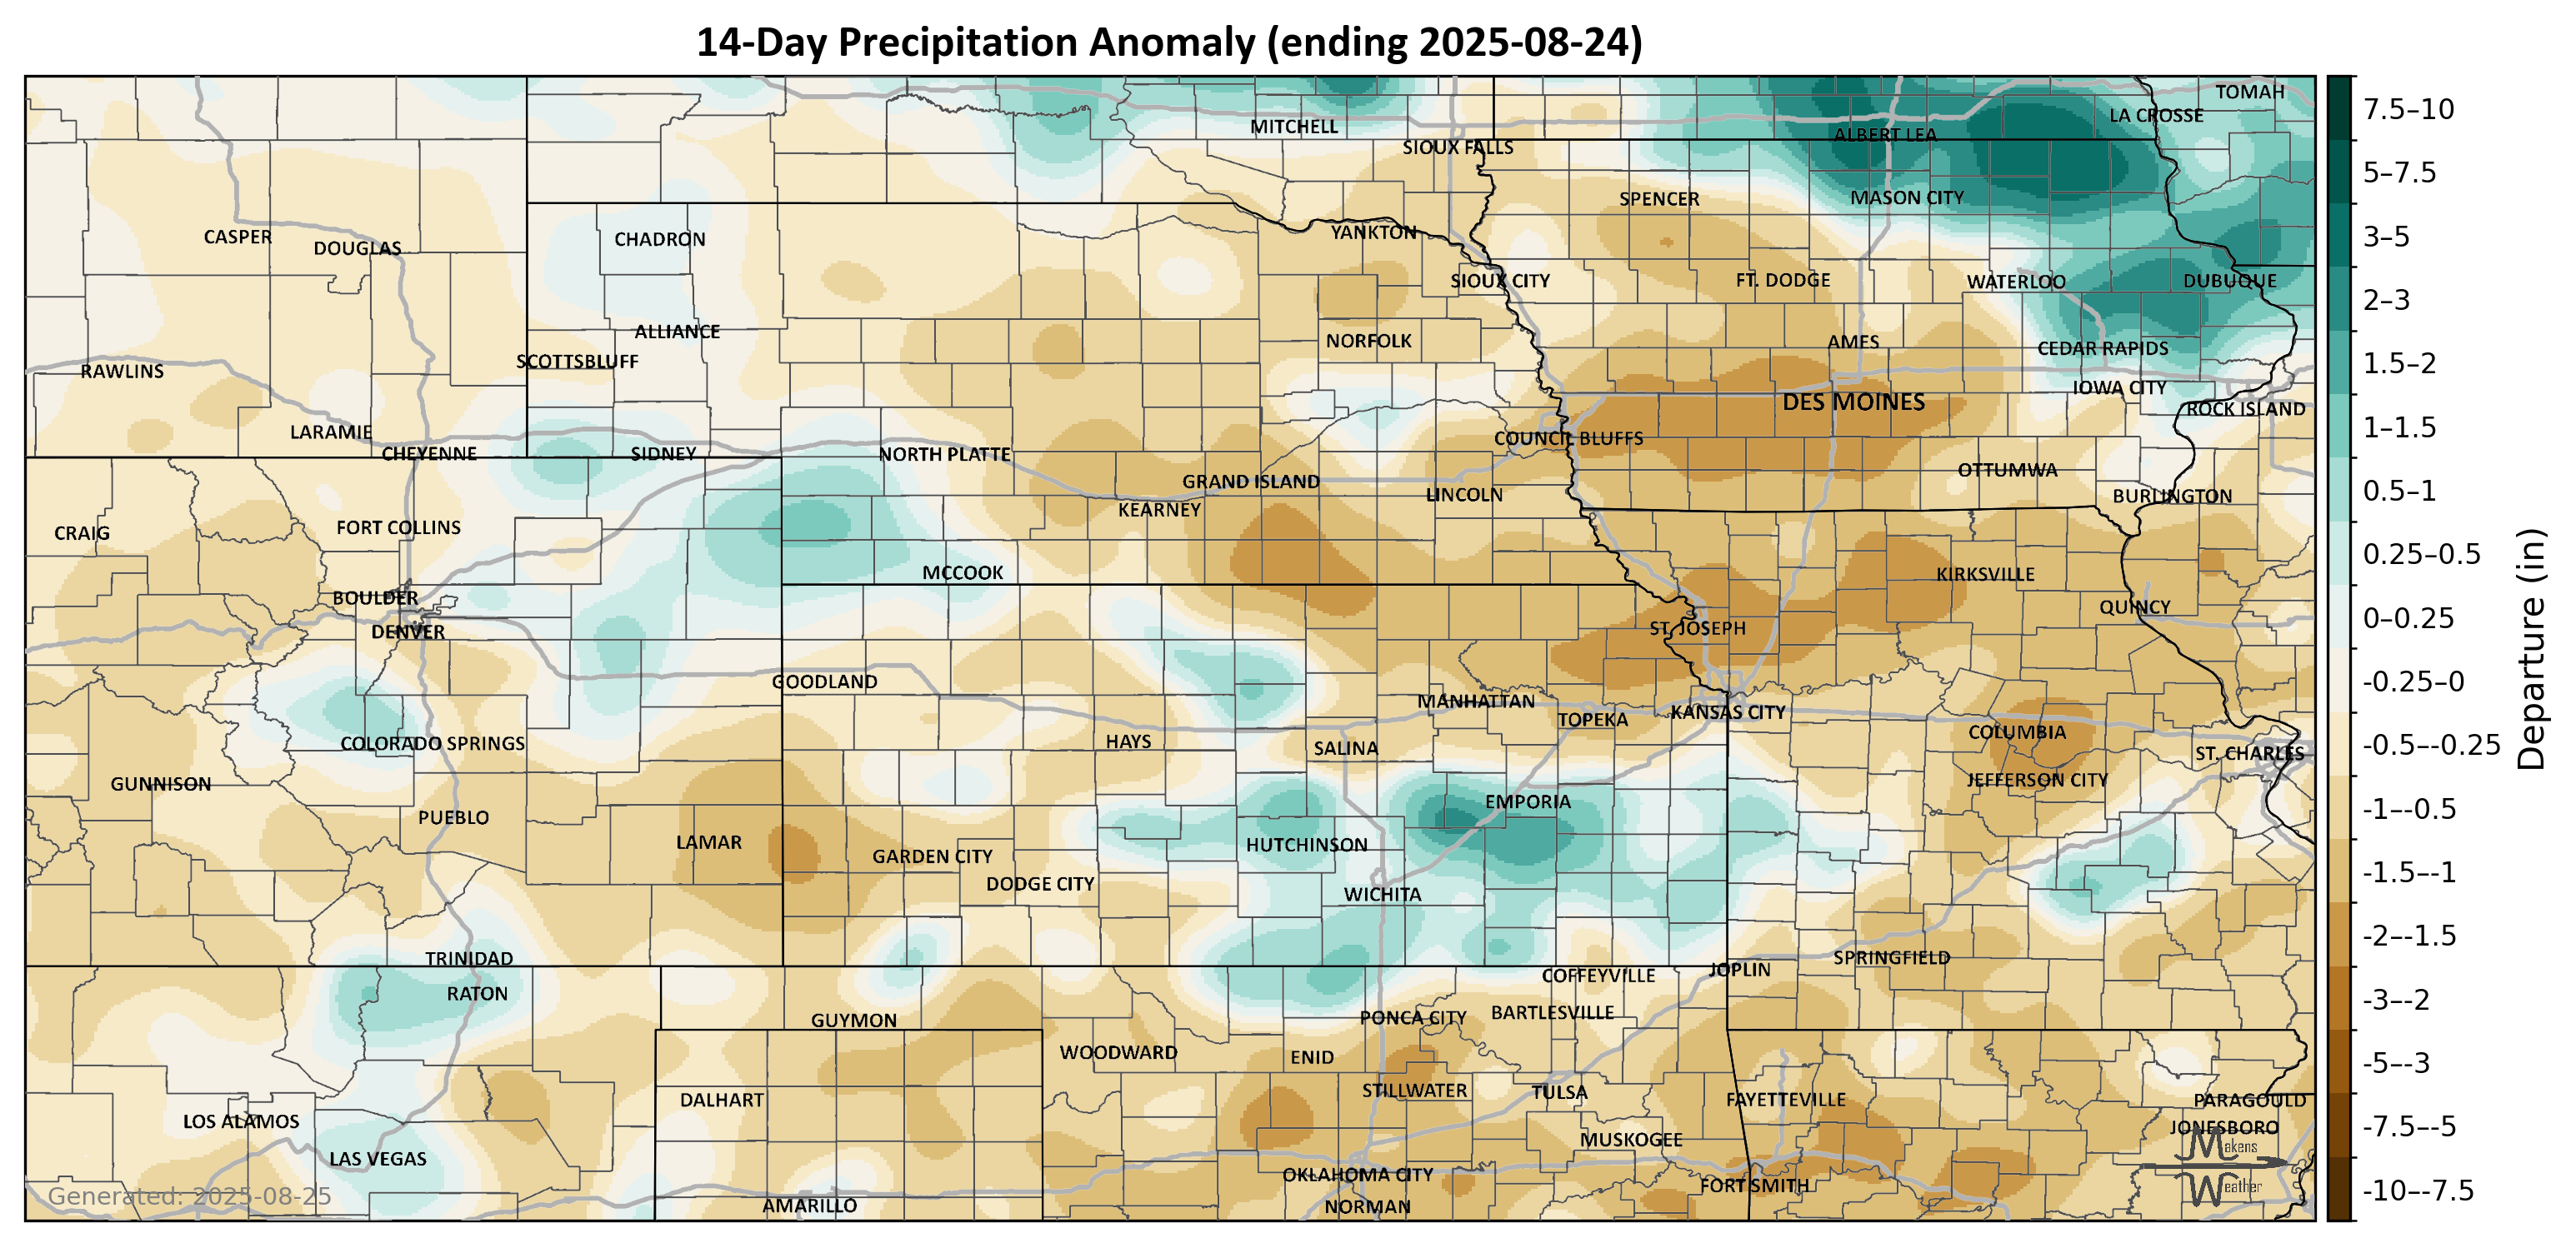 14-Day Precipitation Anomaly (ending 2025-08-24)
TOMAH
LA CROSSE
MITCHELL
ALBERT LEA
SIOUX FALLS
SPENCER
MASON CITY
CASPER
DOUGLAS
CHADRON
YANKTON
SIOUX CITY
FT. DODGE
WATERLOO
DUBUQUE
ALLIANCE
NORFOLK
AMES
CEDAR RAPIDS
SCOTTSBLUFF
RAWLINS
IOWA CITY
DES MOINES
ROCK ISLAND
LARAMIE
COUNCIL BLUFFS
CHEYENNE
SIDNEY
NORTH PLATTE
OTTUMWA
GRAND ISLAND
LINCOLN
BURLINGTON
KEARNEY
CRAIG
FORT COLLINS
MCCOOK
KIRKSVILLE
BOULDER
QUINCY
DENVER
ST. JOSEPH
GOODLAND
MANHATTAN
TOPEKA
KANSAS CITY
COLUMBIA
COLORADO SPRINGS
HAYS
SALINA
ST. CHARLES
GUNNISON
JEFFERSON CITY
EMPORIA
PUEBLO
LAMAR
HUTCHINSON
GARDEN CITY
DODGE CITY
WICHITA
TRINIDAD
SPRINGFIELD
JOPLIN
COFFEYVILLE
RATON
GUYMON
PONCA CITY
BARTLESVILLE
WOODWARD
ENID
STILLWATER
TULSA
DALHART
FAYETTEVILLE
PARAGOULD
LOS ALAMOS
JONESBORO
MUSKOGEE
LAS VEGAS
OKLAHOMA CITY
FORT SMITH
AMARILLO
NORMAN
Generated: 2025-08-25
Makens
Weather
7.5–10
5–7.5
3–5
2–3
1.5–2
1–1.5
0.5–1
0.25–0.5
0–0.25
-0.25–0
-0.5–-0.25
-1–-0.5
-1.5–-1
-2–-1.5
-3–-2
-5–-3
-7.5–-5
-10–-7.5
Departure (in)